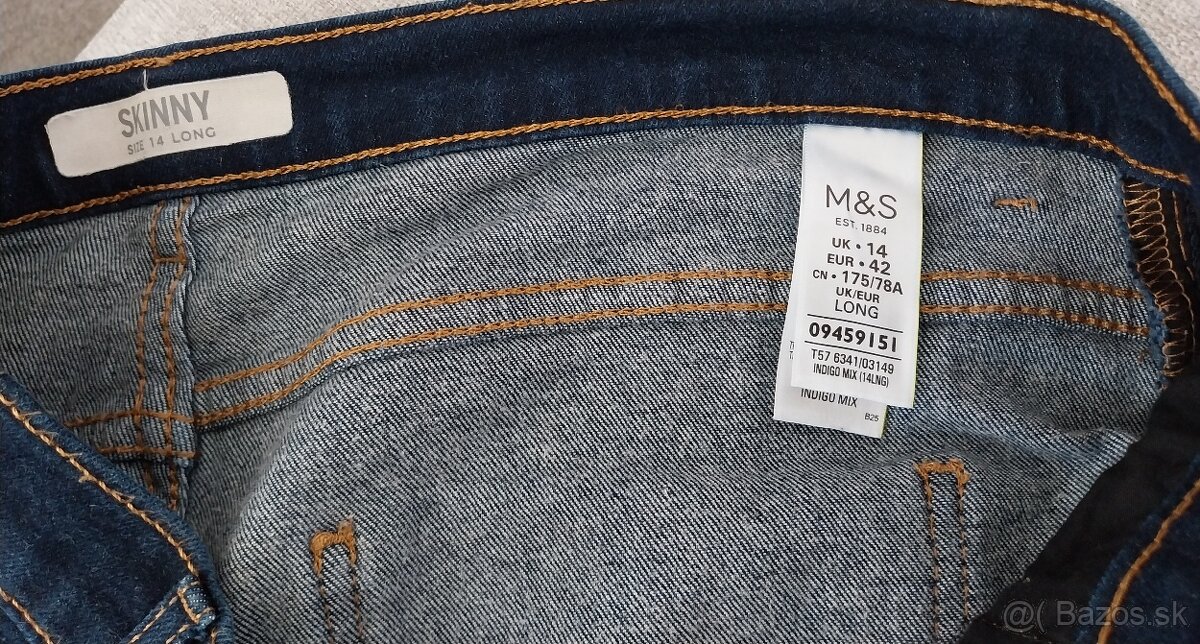 SKINNY
SIZE 14 LONG
M&S
EST. 1884
UK • 14
EUR • 42
CN • 175/78A
UK/EUR
LONG
09459151
T57 6341/03149
INDIGO MIX (14LNG)
INDIGO MIX
B25
@( Bazos.sk